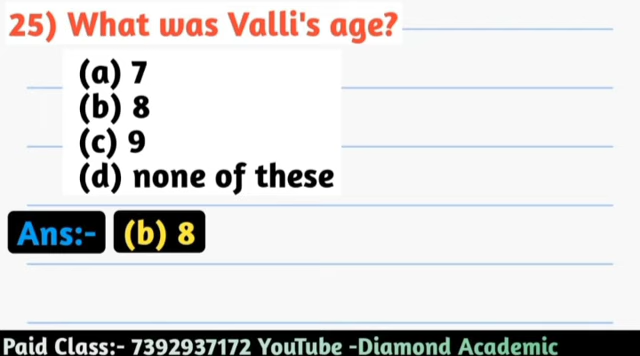 25) What was Valli's age?
(a) 7
(b) 8
(c) 9
(d) none of these
Ans:- (b) 8
Paid Class:- 7392937172 YouTube -Diamond Academic